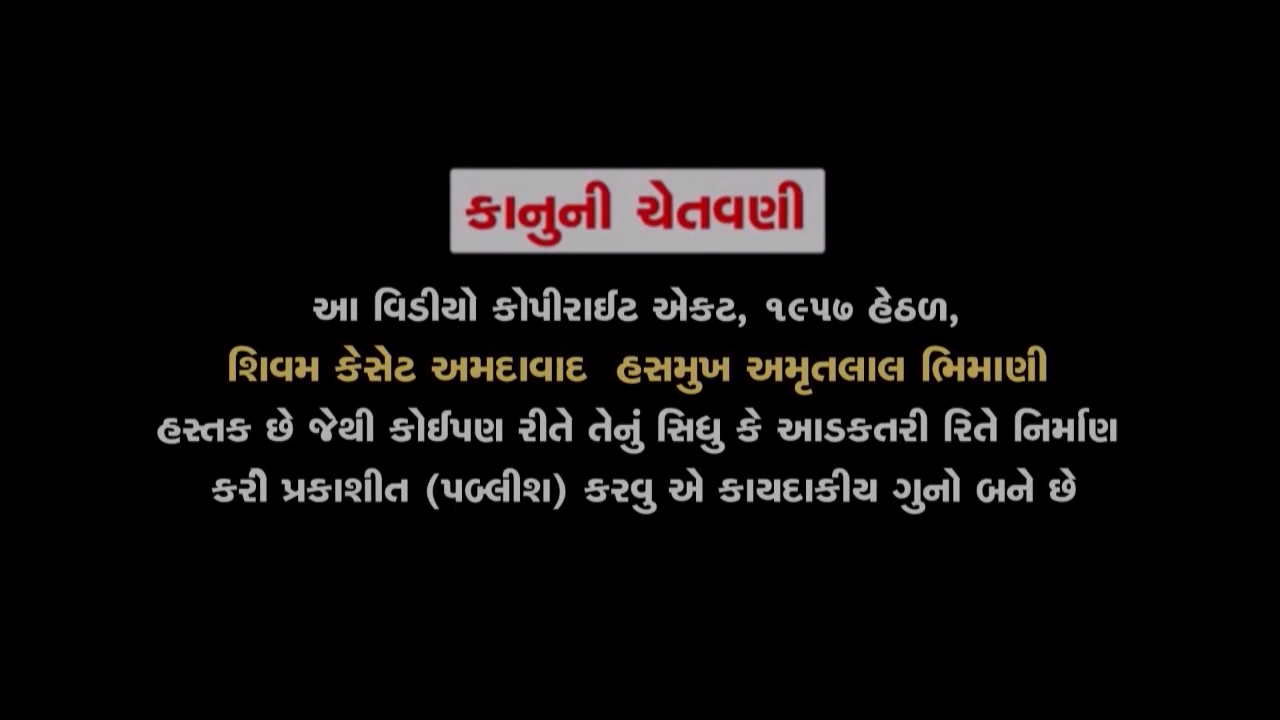 કાનુની ચેતવણી
આ વિડીયો કોપીરાઈટ એકટ, ૧૯૫૭ હેઠળ,
શિવમ કેસેટ અમદાવાદ હસમુખ અમૃતલાલ ભિમાણી
હસ્તક છે જેથી કોઈપણ રીતે તેનું સિધુ કે આડકતરી રિતે નિર્માણ
કરી પ્રકાશીત (પબ્લીશ) કરવુ એ કાયદાકીય ગુનો બને છે